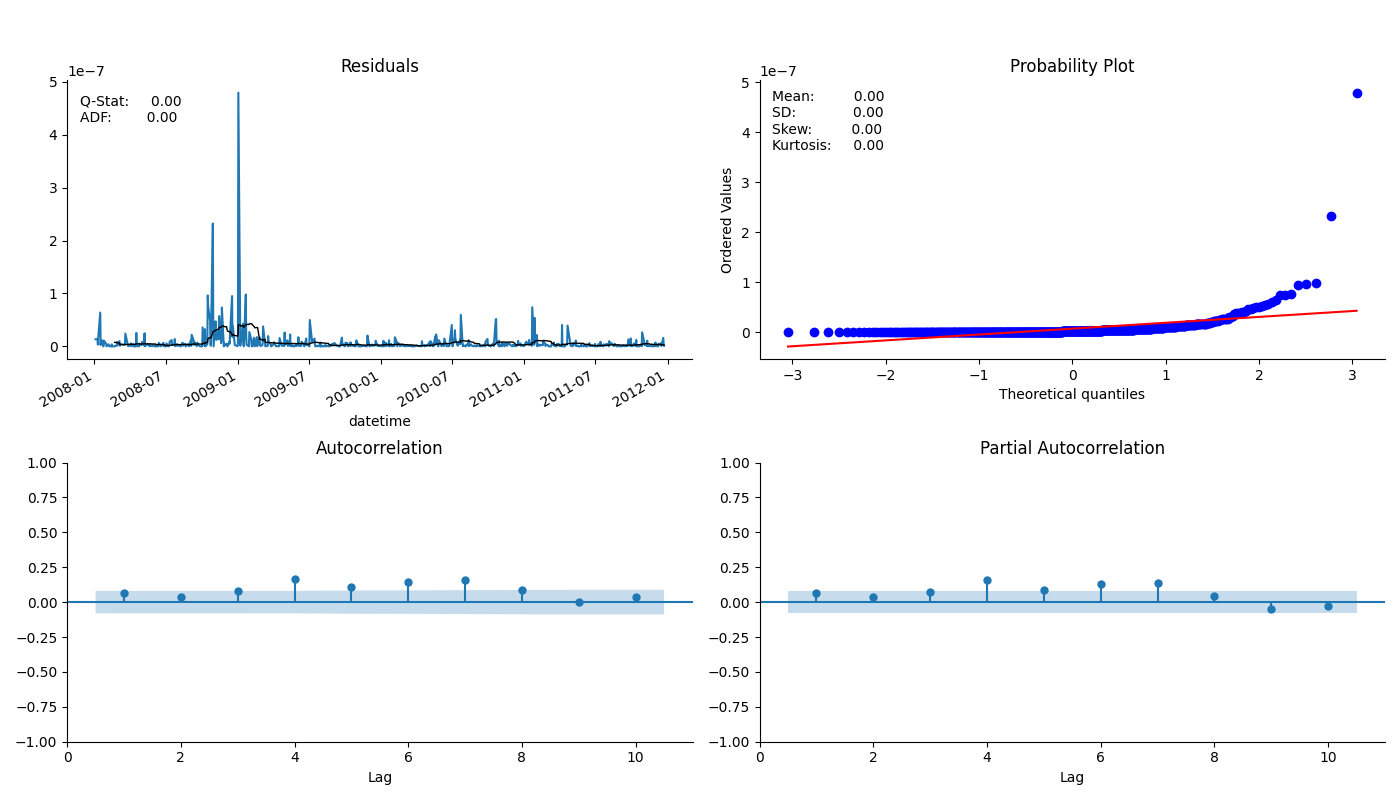 Residuals
1e−7
5
4
3
2
1
0
Q-Stat: 0.00
ADF: 0.00
2008-01 2008-07 2009-01 2009-07 2010-01 2010-07 2011-01 2011-07 2012-01
datetime
Probability Plot
1e−7
5
4
3
2
1
0
Ordered Values
Mean: 0.00
SD: 0.00
Skew: 0.00
Kurtosis: 0.00
−3 −2 −1 0 1 2 3
Theoretical quantiles
Autocorrelation
1.00
0.75
0.50
0.25
0.00
−0.25
−0.50
−0.75
−1.00
0 2 4 6 8 10
Lag
Partial Autocorrelation
1.00
0.75
0.50
0.25
0.00
−0.25
−0.50
−0.75
−1.00
0 2 4 6 8 10
Lag